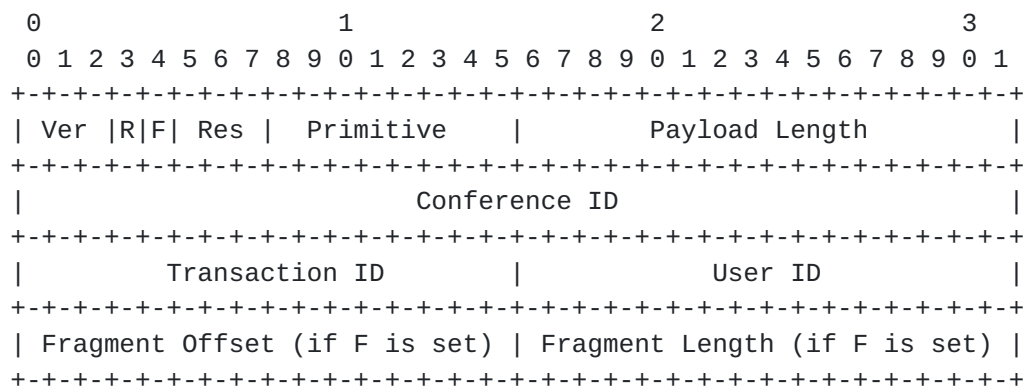 0                   1                   2                   3
 0 1 2 3 4 5 6 7 8 9 0 1 2 3 4 5 6 7 8 9 0 1 2 3 4 5 6 7 8 9 0 1
+-+-+-+-+-+-+-+-+-+-+-+-+-+-+-+-+-+-+-+-+-+-+-+-+-+-+-+-+-+-+-+-+
| Ver |R|F| Res |  Primitive    |        Payload Length         |
+-+-+-+-+-+-+-+-+-+-+-+-+-+-+-+-+-+-+-+-+-+-+-+-+-+-+-+-+-+-+-+-+
|                         Conference ID                         |
+-+-+-+-+-+-+-+-+-+-+-+-+-+-+-+-+-+-+-+-+-+-+-+-+-+-+-+-+-+-+-+-+
|         Transaction ID        |            User ID            |
+-+-+-+-+-+-+-+-+-+-+-+-+-+-+-+-+-+-+-+-+-+-+-+-+-+-+-+-+-+-+-+-+
| Fragment Offset (if F is set) | Fragment Length (if F is set) |
+-+-+-+-+-+-+-+-+-+-+-+-+-+-+-+-+-+-+-+-+-+-+-+-+-+-+-+-+-+-+-+-+